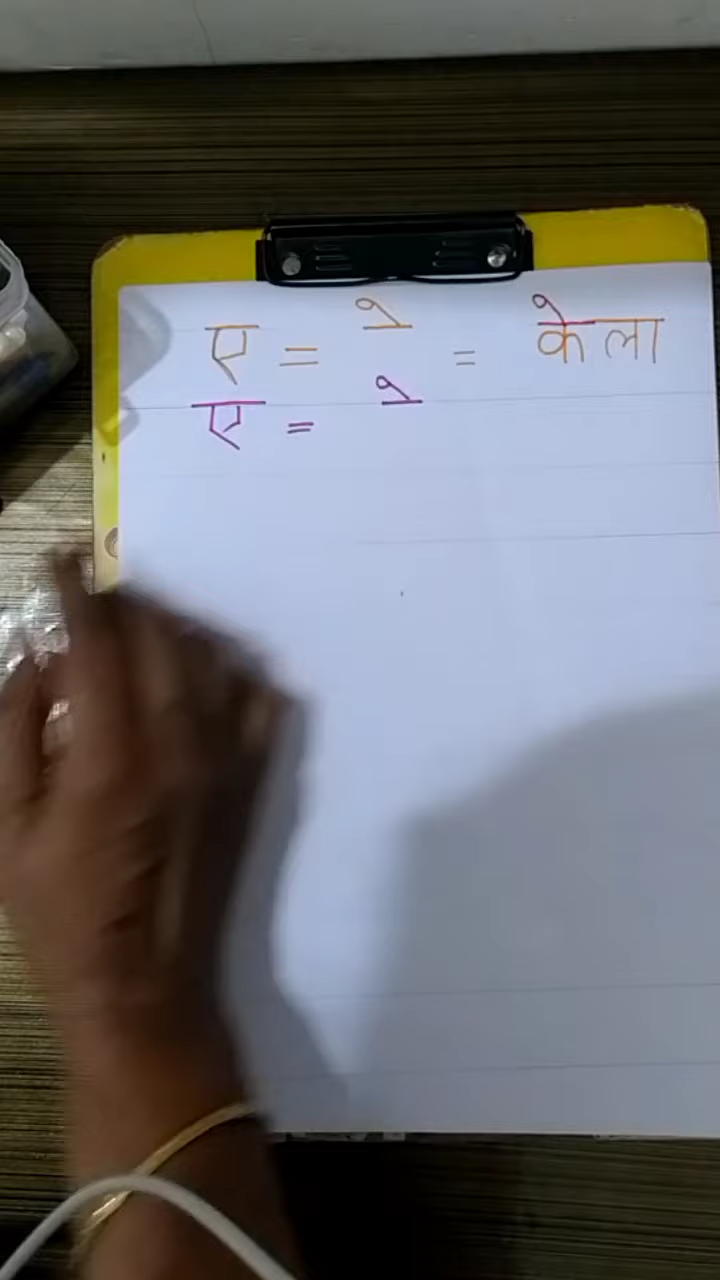 ए = े = केला
ए = े